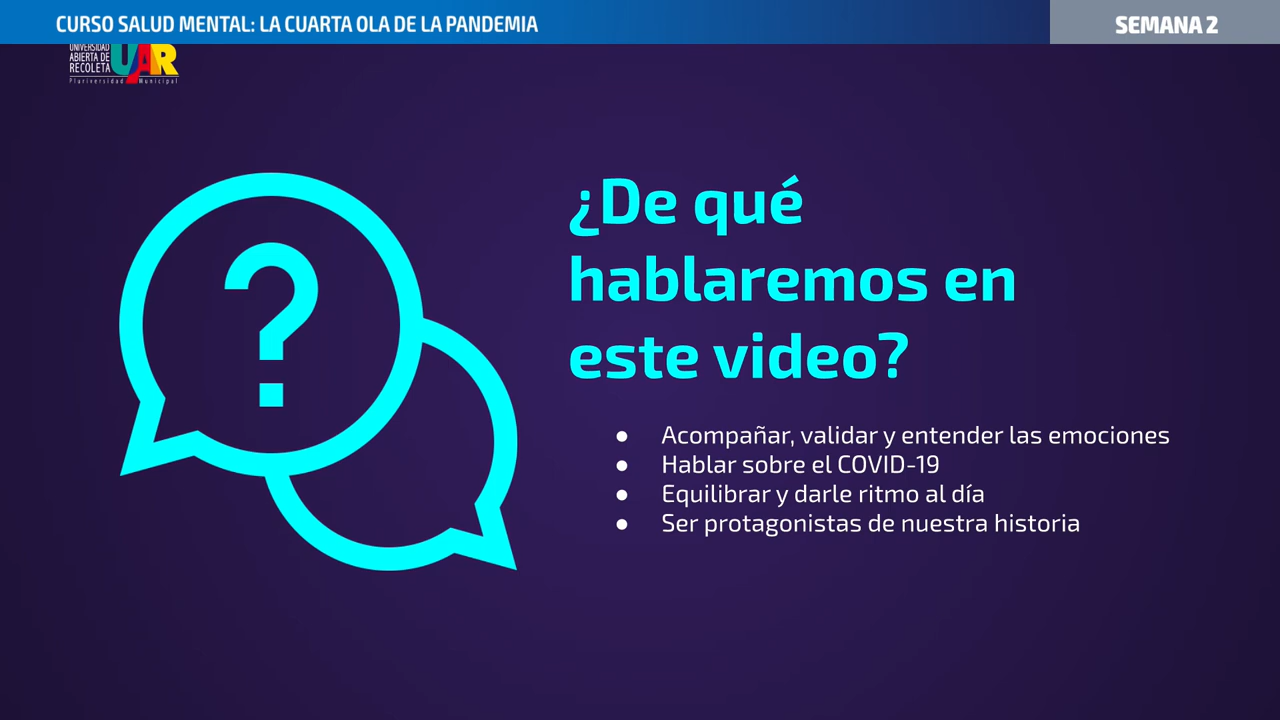 CURSO SALUD MENTAL: LA CUARTA OLA DE LA PANDEMIA
SEMANA 2
UNIVERSIDAD
ABIERTA DE
RECOLETA
UAR
Pluriversidad Municipal
?
¿De qué
hablaremos en
este video?
● Acompañar, validar y entender las emociones
● Hablar sobre el COVID-19
● Equilibrar y darle ritmo al día
● Ser protagonistas de nuestra historia